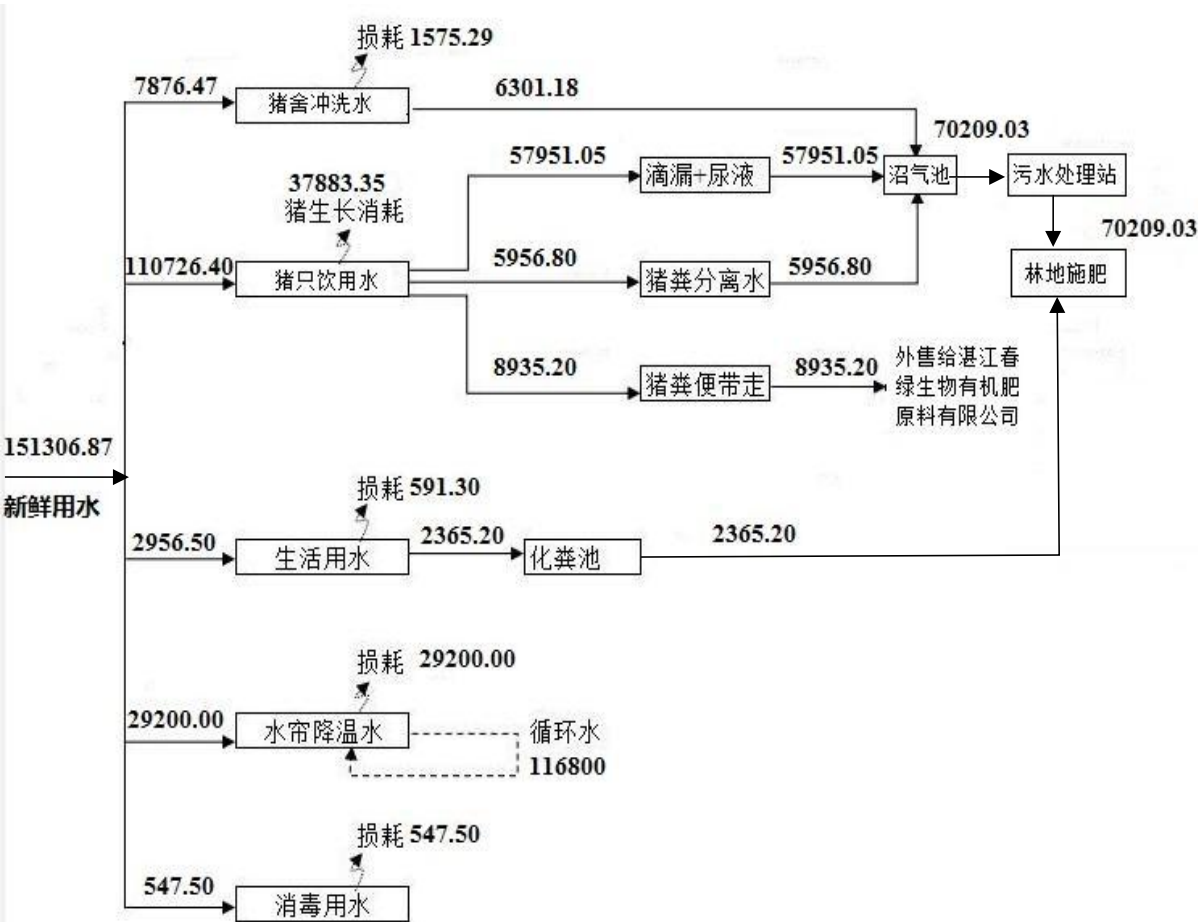 损耗 1575.29
7876.47
猪舍冲洗水
6301.18
70209.03
57951.05
滴漏+尿液
57951.05
沼气池
污水处理站
37883.35
猪生长消耗
70209.03
110726.40
猪只饮用水
5956.80
猪粪分离水
5956.80
林地施肥
8935.20
猪粪便带走
8935.20
外售给湛江春
绿生物有机肥
原料有限公司
151306.87
新鲜用水
损耗 591.30
2956.50
生活用水
2365.20
化粪池
2365.20
损耗 29200.00
29200.00
水帘降温水
循环水
116800
损耗 547.50
547.50
消毒用水